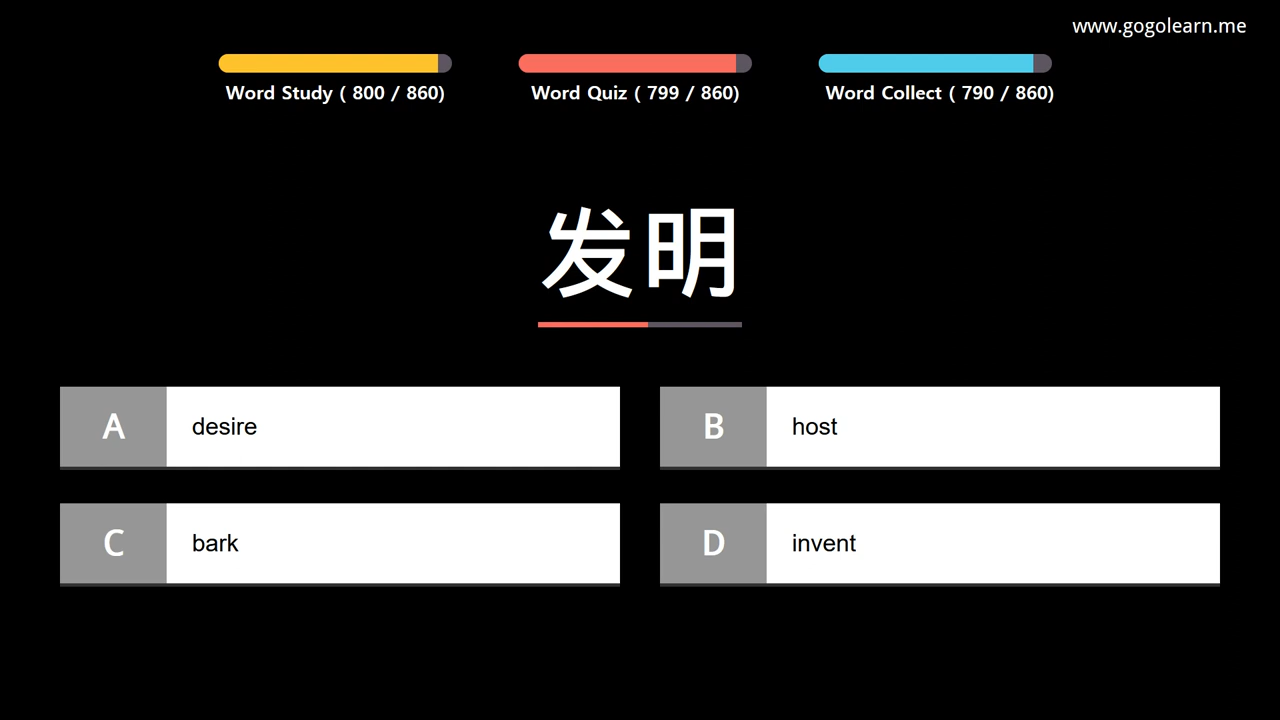 www.gogolearn.me
Word Study ( 800 / 860)
Word Quiz ( 799 / 860)
Word Collect ( 790 / 860)
发明
A desire
B host
C bark
D invent